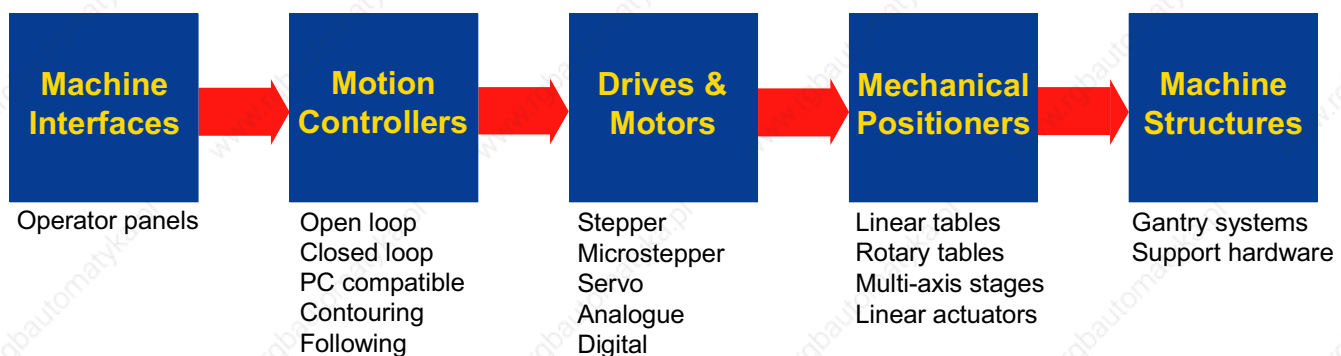 Machine
Interfaces
Motion
Controllers
Drives &
Motors
Mechanical
Positioners
Machine
Structures
Operator panels
Open loop
Closed loop
PC compatible
Contouring
Following
Stepper
Microstepper
Servo
Analogue
Digital
Linear tables
Rotary tables
Multi-axis stages
Linear actuators
Gantry systems
Support hardware